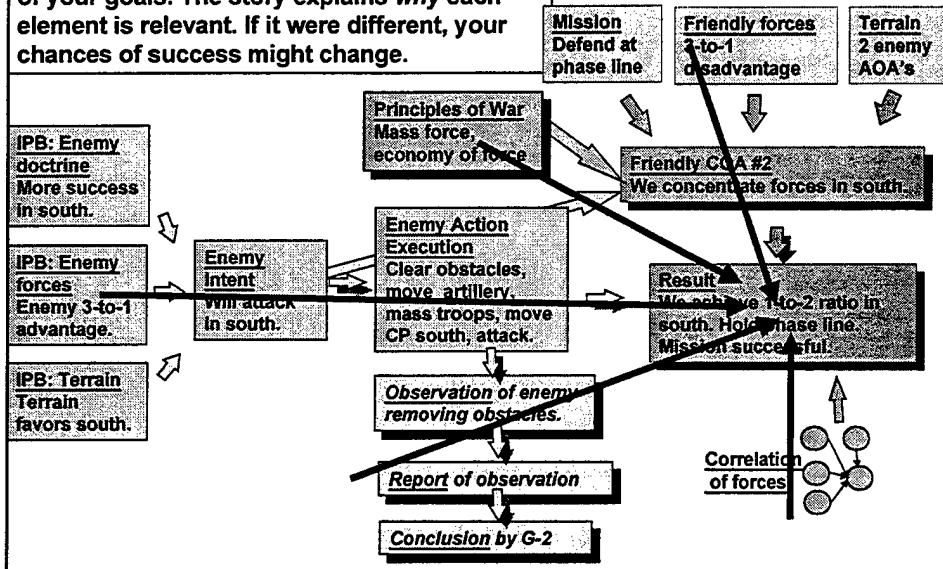 of your goals. The story explains why each
element is relevant. If it were different, your
chances of success might change.
Mission
Defend at
phase line
Friendly forces
3-to-1
disadvantage
Terrain
2 enemy
AOA's
Principles of War
Mass force,
economy of force
Friendly COA #2
We concentrate forces in south.
IPB: Enemy
doctrine
More success
in south.
IPB: Enemy
forces
Enemy 3-to-1
advantage.
IPB: Terrain
Terrain
favors south.
Enemy
Intent
Will attack
in south.
Enemy Action
Execution
Clear obstacles,
move artillery,
mass troops, move
CP south, attack.
Result
We achieve 1-to-2 ratio in
south. Hold phase line.
Mission successful.
Observation of enemy
removing obstacles.
Report of observation
Conclusion by G-2
Correlation
of forces